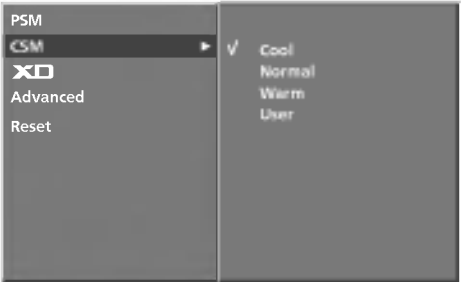 PSM
CSM ▶
XD
Advanced
Reset
√ Cool
Normal
Warm
User